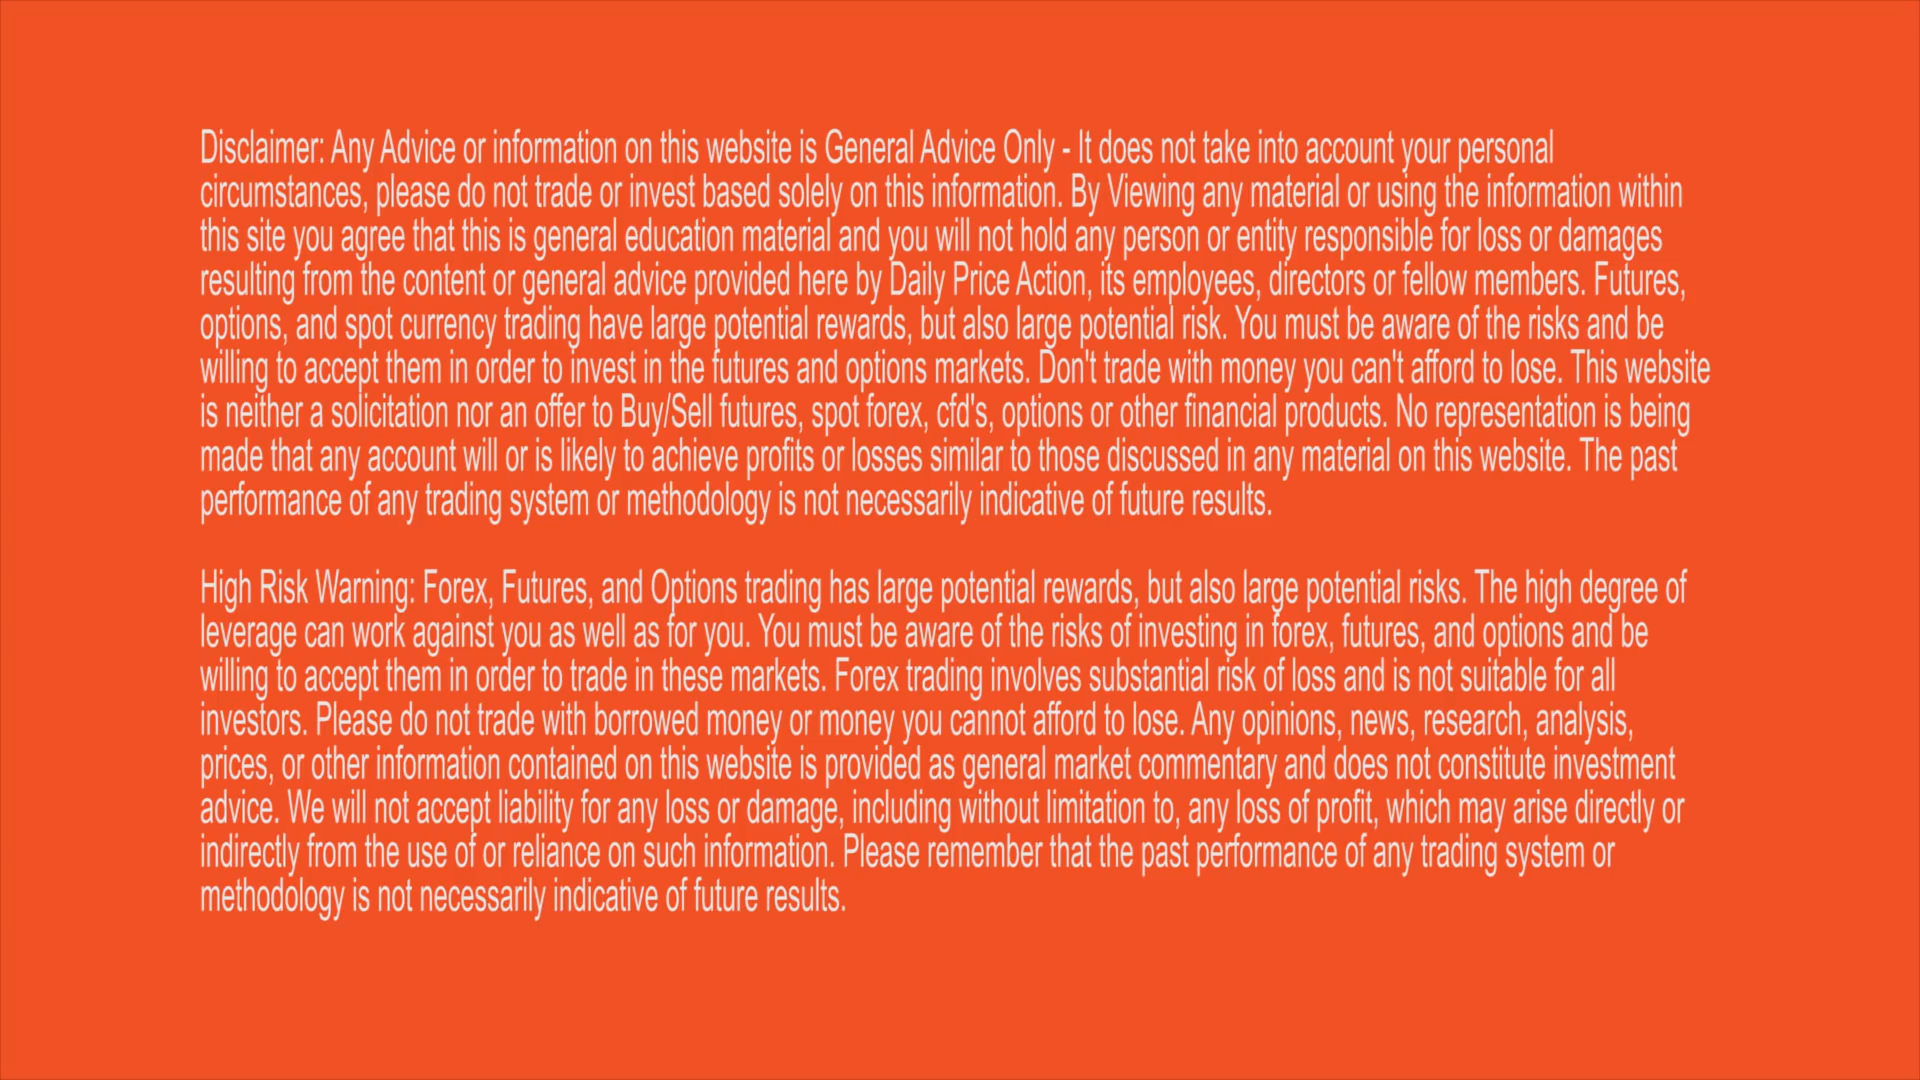 Disclaimer: Any Advice or information on this website is General Advice Only - It does not take into account your personal
circumstances, please do not trade or invest based solely on this information. By Viewing any material or using the information within
this site you agree that this is general education material and you will not hold any person or entity responsible for loss or damages
resulting from the content or general advice provided here by Daily Price Action, its employees, directors or fellow members. Futures,
options, and spot currency trading have large potential rewards, but also large potential risk. You must be aware of the risks and be
willing to accept them in order to invest in the futures and options markets. Don't trade with money you can't afford to lose. This website
is neither a solicitation nor an offer to Buy/Sell futures, spot forex, cfd's, options or other financial products. No representation is being
made that any account will or is likely to achieve profits or losses similar to those discussed in any material on this website. The past
performance of any trading system or methodology is not necessarily indicative of future results.
High Risk Warning: Forex, Futures, and Options trading has large potential rewards, but also large potential risks. The high degree of
leverage can work against you as well as for you. You must be aware of the risks of investing in forex, futures, and options and be
willing to accept them in order to trade in these markets. Forex trading involves substantial risk of loss and is not suitable for all
investors. Please do not trade with borrowed money or money you cannot afford to lose. Any opinions, news, research, analysis,
prices, or other information contained on this website is provided as general market commentary and does not constitute investment
advice. We will not accept liability for any loss or damage, including without limitation to, any loss of profit, which may arise directly or
indirectly from the use of or reliance on such information. Please remember that the past performance of any trading system or
methodology is not necessarily indicative of future results.